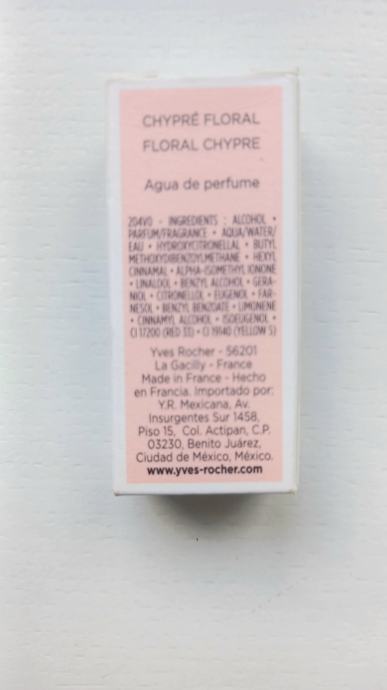 CHYPRÉ FLORAL
FLORAL CHYPRE
Agua de perfume
204V0 - INGREDIENTS : ALCOHOL •
PARFUM/FRAGRANCE • AQUA/WATER/
EAU • HYDROXYCITRONELLAL • BUTYL
METHOXYDIBENZOYLMETHANE • HEXYL
CINNAMAL • ALPHA-ISOMETHYL IONONE
• LINALOOL • BENZYL ALCOHOL • GERA-
NIOL • CITRONELLOL • EUGENOL • FAR-
NESOL • BENZYL BENZOATE • LIMONENE
• CINNAMYL ALCOHOL • ISOEUGENOL •
CI 17200 (RED 33) • CI 19140 (YELLOW 5)
Yves Rocher - 56201
La Gacilly - France
Made in France - Hecho
en Francia. Importado por:
Y.R. Mexicana, Av.
Insurgentes Sur 1458,
Piso 15, Col. Actipan, C.P.
03230, Benito Juárez,
Ciudad de México, México.
www.yves-rocher.com